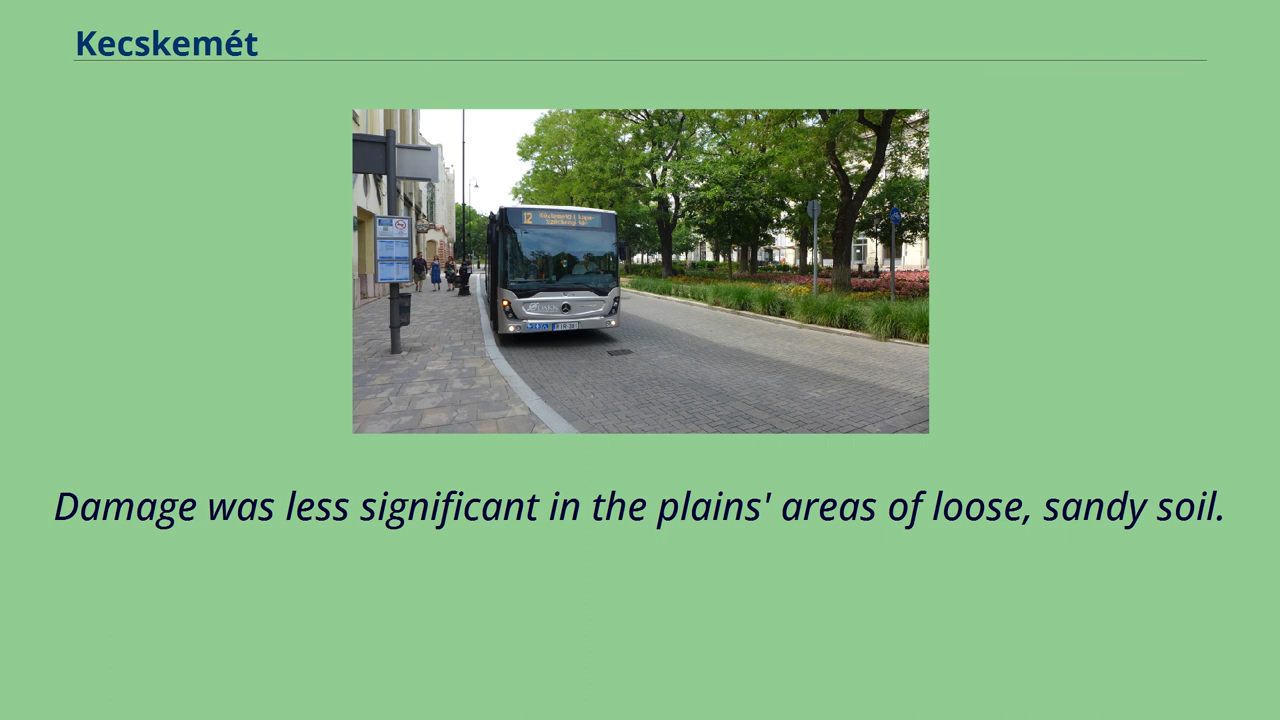 Kecskemét
12
Damage was less significant in the plains' areas of loose, sandy soil.